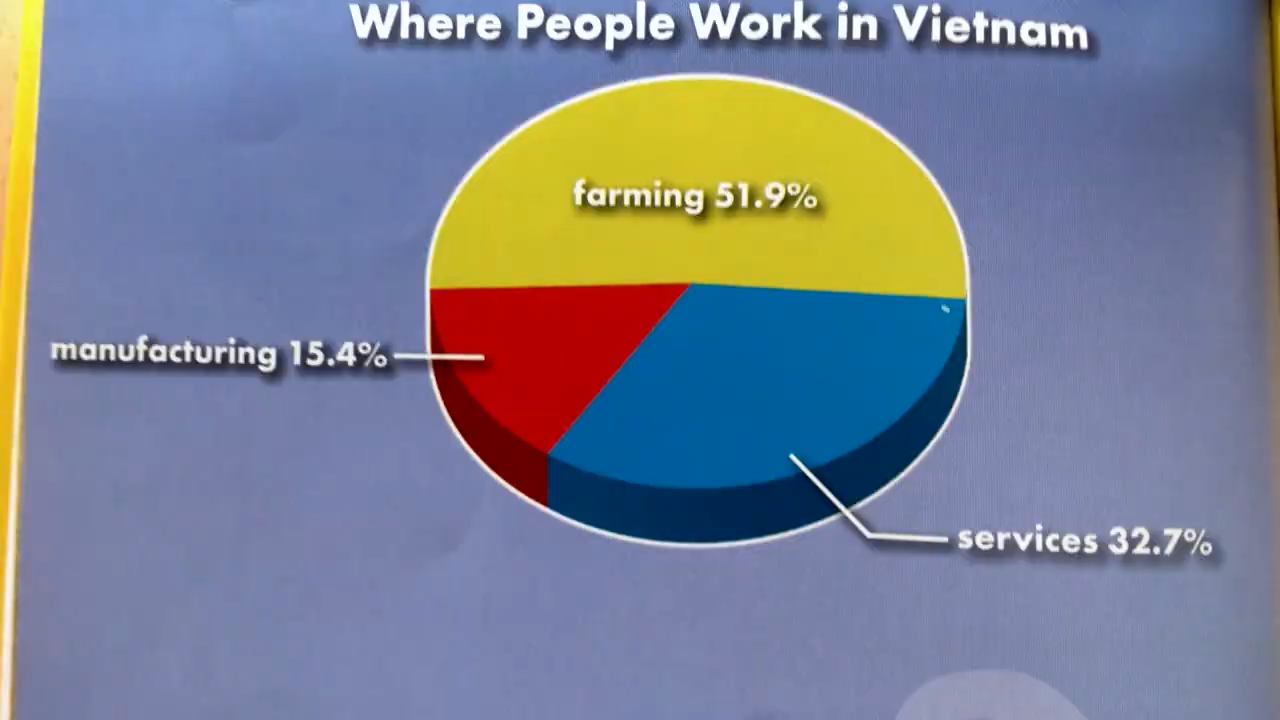 Where People Work in Vietnam
farming 51.9%
manufacturing 15.4%
services 32.7%